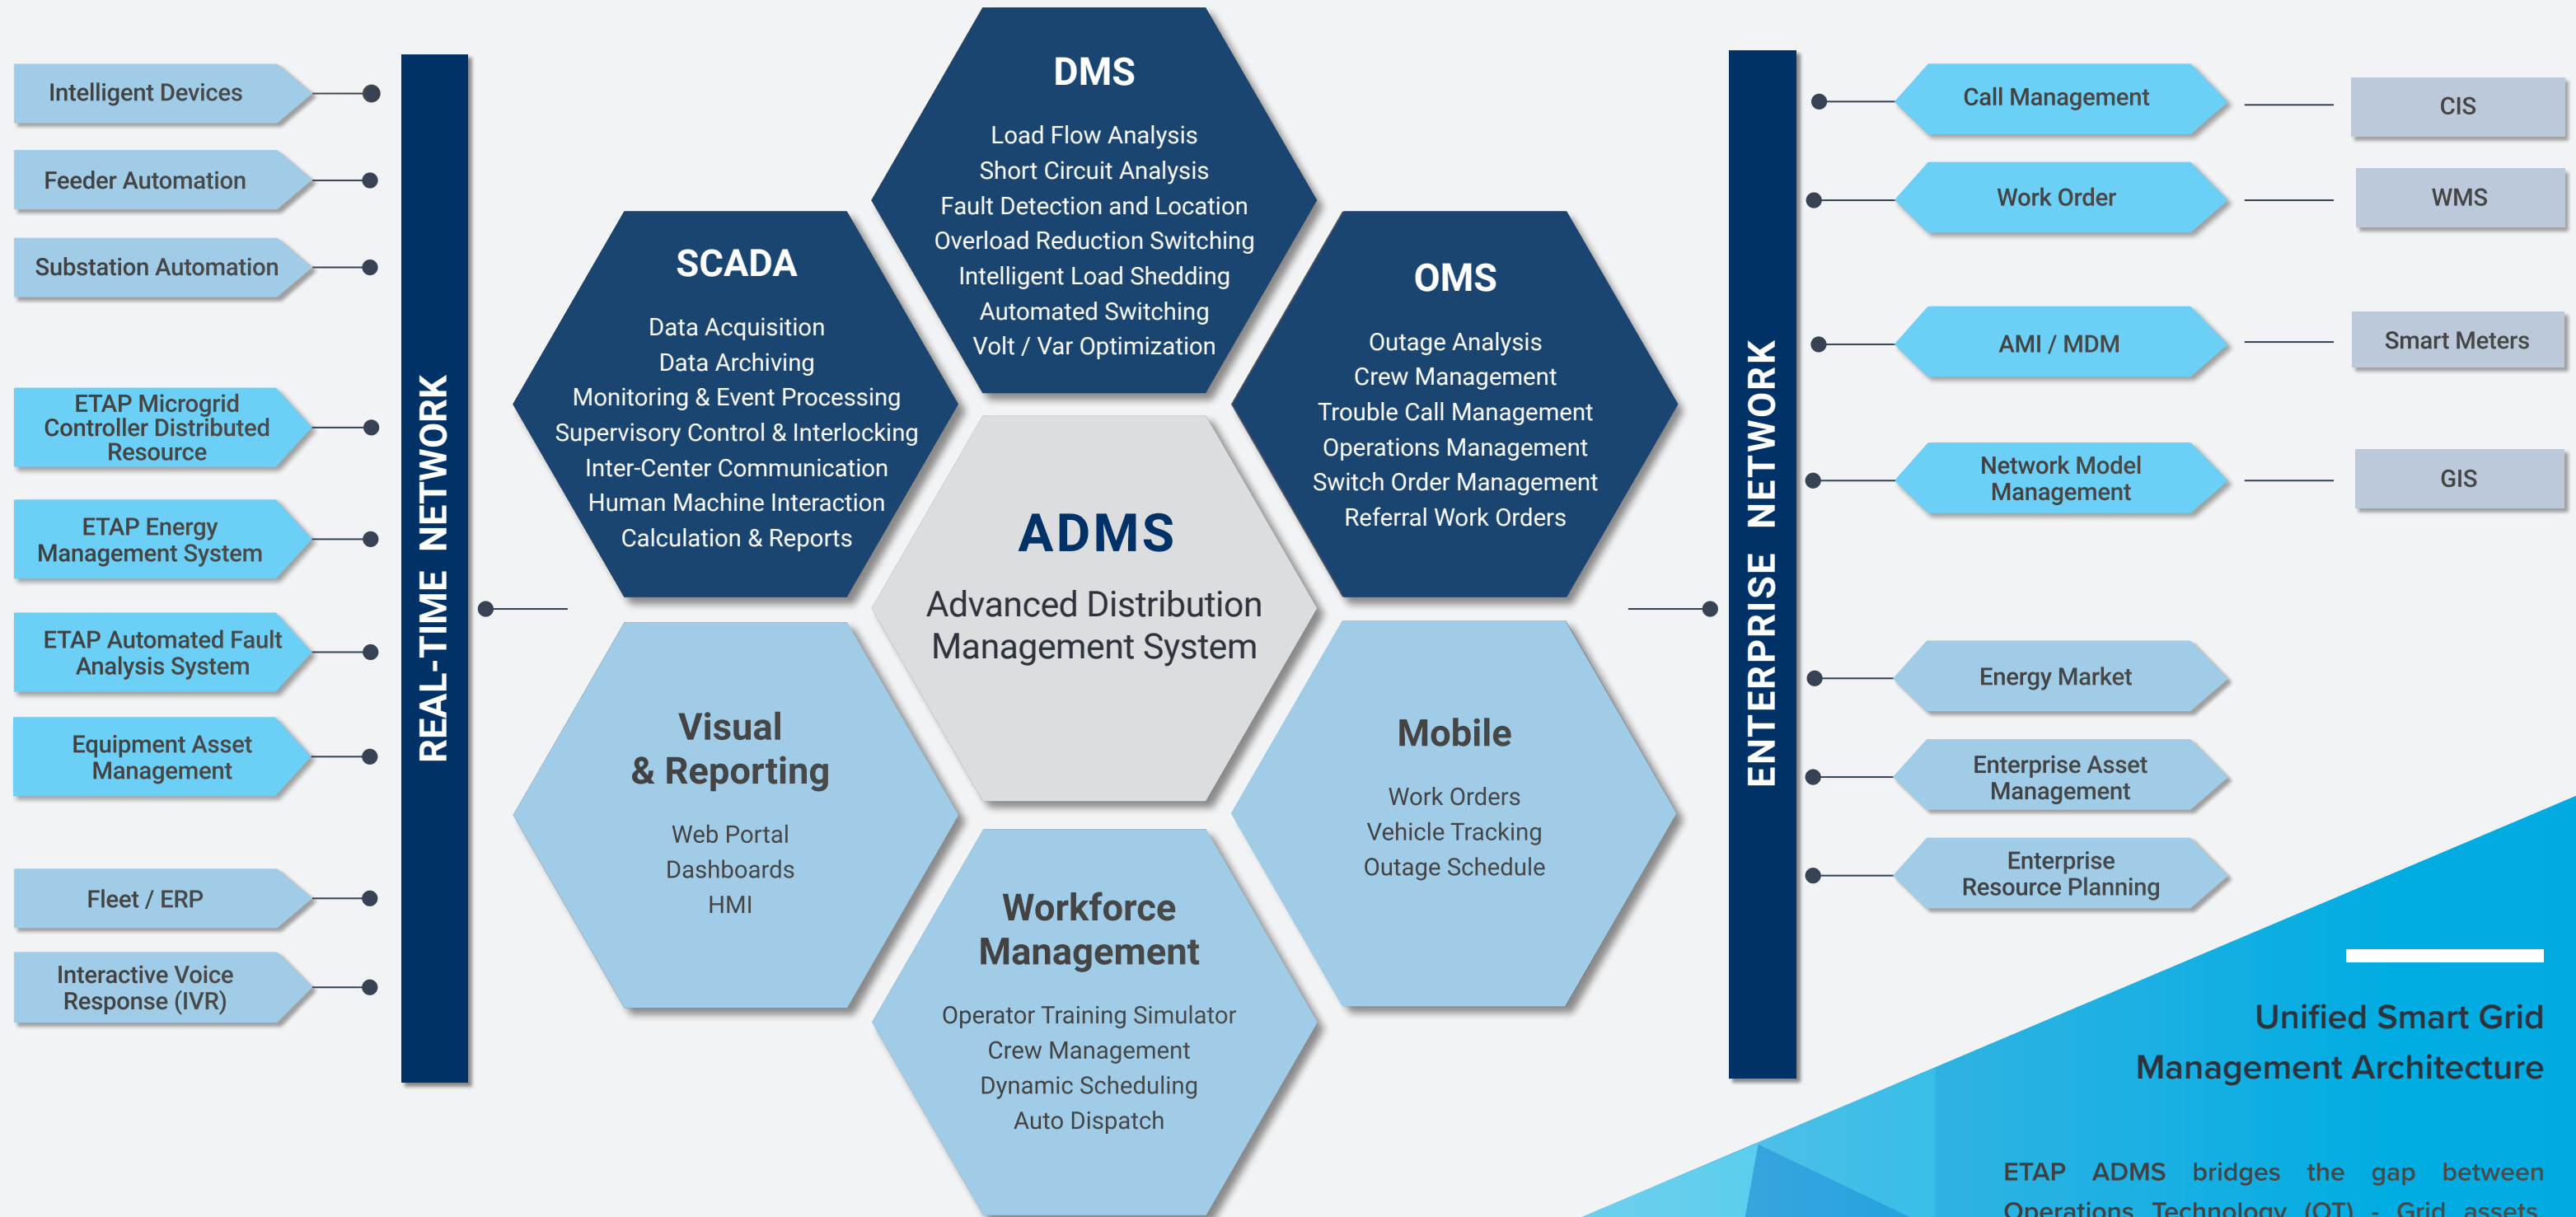 Intelligent Devices
Feeder Automation
Substation Automation
ETAP Microgrid
Controller Distributed
Resource
ETAP Energy
Management System
ETAP Automated Fault
Analysis System
Equipment Asset
Management
Fleet / ERP
Interactive Voice
Response (IVR)
REAL-TIME NETWORK
SCADA
Data Acquisition
Data Archiving
Monitoring & Event Processing
Supervisory Control & Interlocking
Inter-Center Communication
Human Machine Interaction
Calculation & Reports
DMS
Load Flow Analysis
Short Circuit Analysis
Fault Detection and Location
Overload Reduction Switching
Intelligent Load Shedding
Automated Switching
Volt / Var Optimization
OMS
Outage Analysis
Crew Management
Trouble Call Management
Operations Management
Switch Order Management
Referral Work Orders
ADMS
Advanced Distribution
Management System
Visual
& Reporting
Web Portal
Dashboards
HMI
Workforce
Management
Operator Training Simulator
Crew Management
Dynamic Scheduling
Auto Dispatch
Mobile
Work Orders
Vehicle Tracking
Outage Schedule
ENTERPRISE NETWORK
Call Management
CIS
Work Order
WMS
AMI / MDM
Smart Meters
Network Model
Management
GIS
Energy Market
Enterprise Asset
Management
Enterprise
Resource Planning
Unified Smart Grid
Management Architecture
ETAP ADMS bridges the gap between
Operations Technology (OT) - Grid assets,